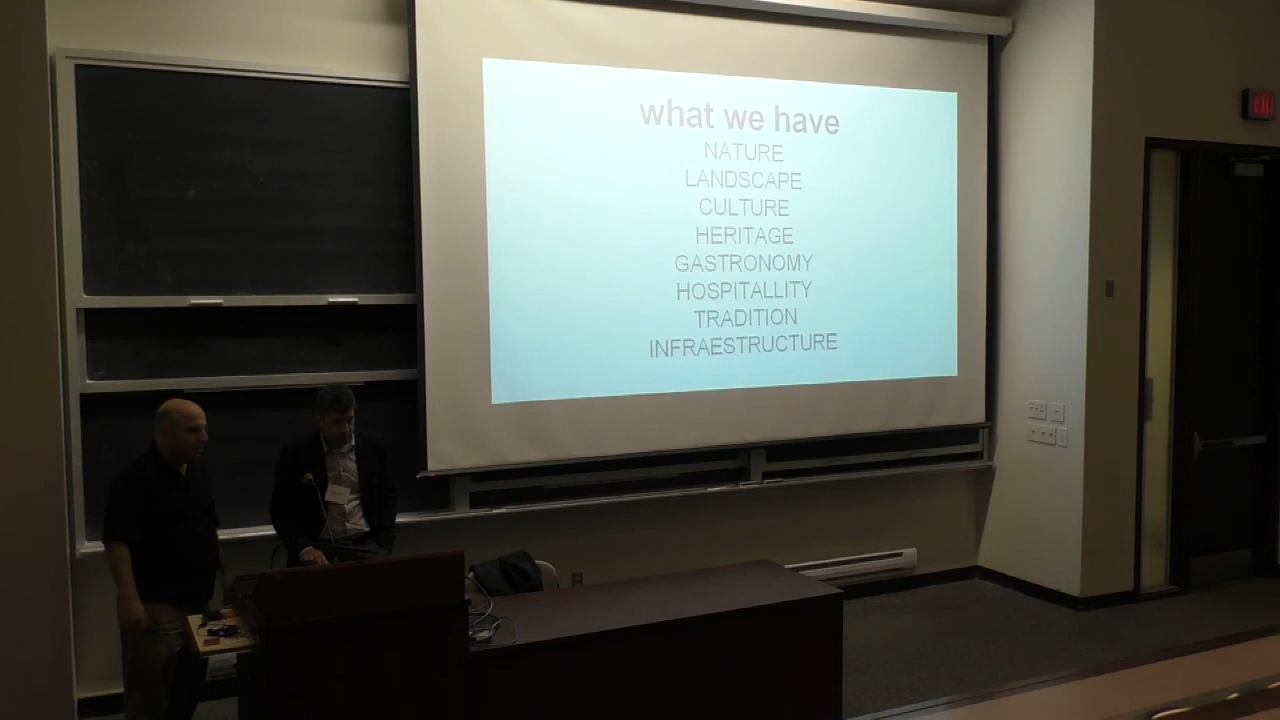 what we have
NATURE
LANDSCAPE
CULTURE
HERITAGE
GASTRONOMY
HOSPITALLITY
TRADITION
INFRAESTRUCTURE